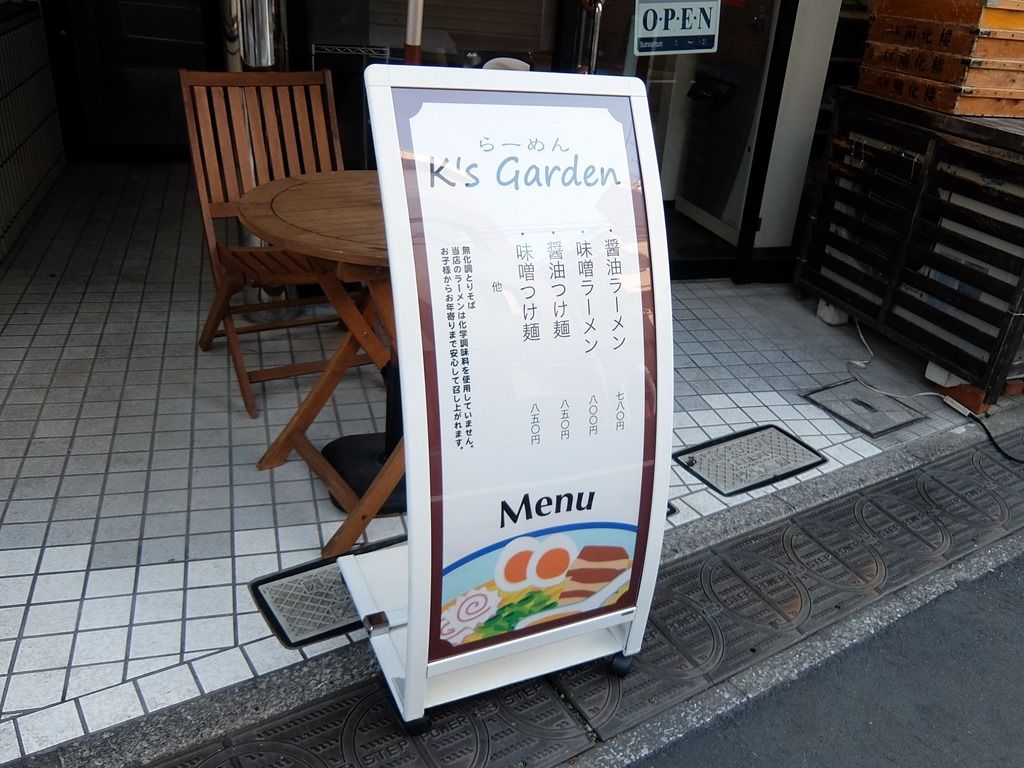 O·P·E·N
らーめん
K's Garden
・醤油ラーメン 七八〇円
・味噌ラーメン 八〇〇円
・醤油つけ麺 八五〇円
・味噌つけ麺 八五〇円
他
無化調とりそば
当店のラーメンは化学調味料を使用していません。
お子様からお年寄りまで安心して召し上がれます。
Menu
STEP
POWER STEP